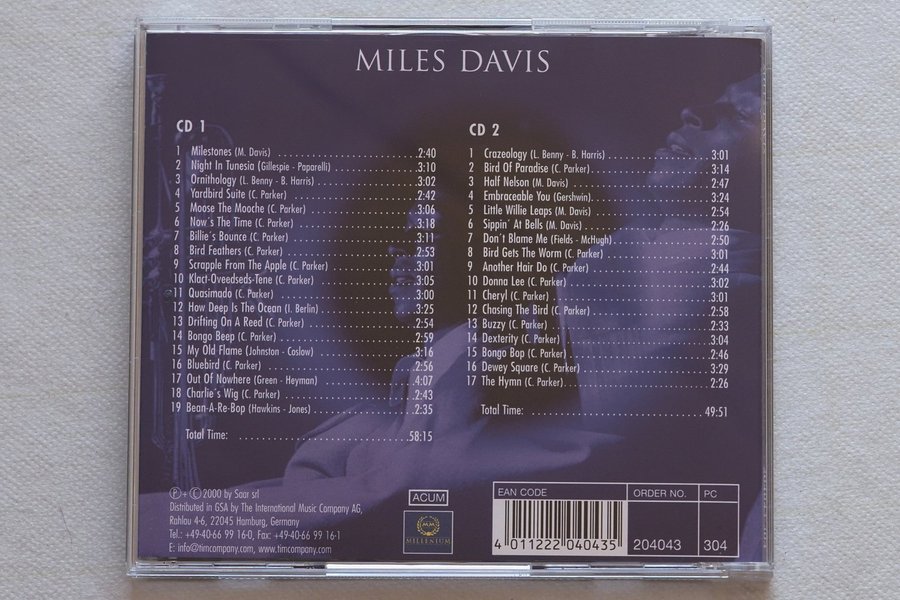 MILES DAVIS
CD 1
1 Milestones (M. Davis) 2:40
2 Night In Tunesia (Gillespie - Paparelli) 3:10
3 Ornithology (L. Benny - B. Harris) 3:02
4 Yardbird Suite (C. Parker) 2:42
5 Moose The Mooche (C. Parker) 3:06
6 Now´s The Time (C. Parker) 3:18
7 Billie´s Bounce (C. Parker) 3:11
8 Bird Feathers (C. Parker) 2:53
9 Scrapple From The Apple (C. Parker) 3:01
10 Klact-Oveedseds-Tene (C. Parker) 3:05
11 Quasimado (C. Parker) 3:00
12 How Deep Is The Ocean (I. Berlin) 3:25
13 Drifting On A Reed (C. Parker) 2:54
14 Bongo Beep (C. Parker) 2:59
15 My Old Flame (Johnston - Caslow) 3:16
16 Bluebird (C. Parker) 2:56
17 Out Of Nowhere (Green - Heyman) 4:07
18 Charlie´s Wig (C. Parker) 2:43
19 Bean-A-Re-Bop (Hawkins - Jones) 2:35
Total Time: 58:15
CD 2
1 Crazeology (L. Benny - B. Harris) 3:01
2 Bird Of Paradise (C. Parker) 3:14
3 Half Nelson (M. Davis) 2:47
4 Embraceable You (Gershwin) 3:24
5 Little Willie Leaps (M. Davis) 2:54
6 Sippin´ At Bells (M. Davis) 2:26
7 Don´t Blame Me (Fields - McHugh) 2:50
8 Bird Gets The Worm (C. Parker) 3:01
9 Another Hair Do (C. Parker) 2:44
10 Donna Lee (C. Parker) 3:02
11 Cheryl (C. Parker) 3:01
12 Chasing The Bird (C. Parker) 2:58
13 Buzzy (C. Parker) 2:33
14 Dexterity (C. Parker) 3:04
15 Bongo Bop (C. Parker) 2:46
16 Dewey Square (C. Parker) 3:29
17 The Hymn (C. Parker) 2:26
Total Time: 49:51
℗+© 2000 by Saar srl
Distributed in GSA by The International Music Company AG,
Rahlau 4-6, 22045 Hamburg, Germany
Tel.: +49-40-66 99 16-0, Fax: +49-40-66 99 16-1
E: info@timcompany.com, www.timcompany.com
ACUM
MILLENIUM
EAN CODE
4 011222 040435
ORDER NO.
204043
PC
304